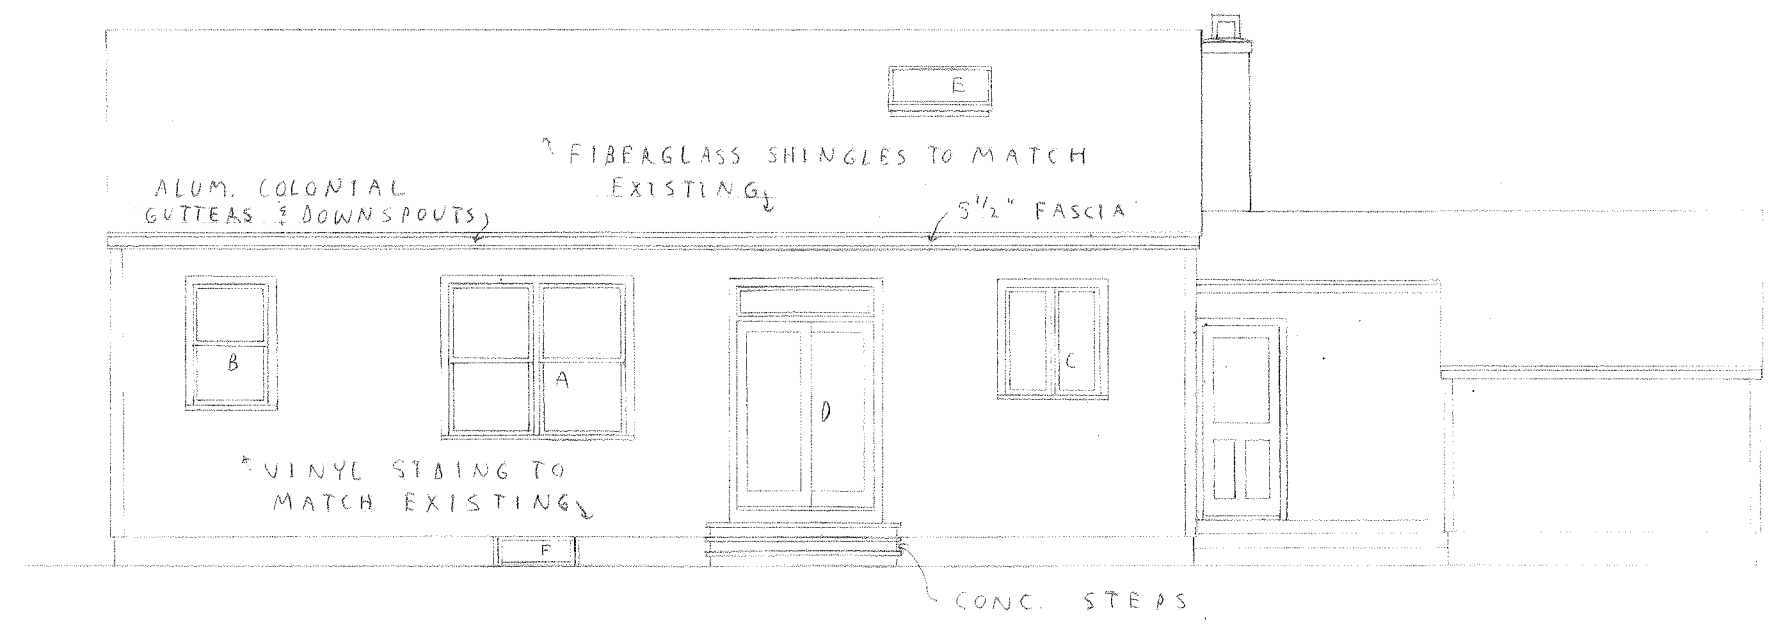 E
FIBERGLASS SHINGLES TO MATCH
EXISTING
ALUM. COLONIAL
GUTTERS & DOWNSPOUTS
5 1/2" FASCIA
B
A
D
C
VINYL SIDING TO
MATCH EXISTING
F
CONC. STEPS